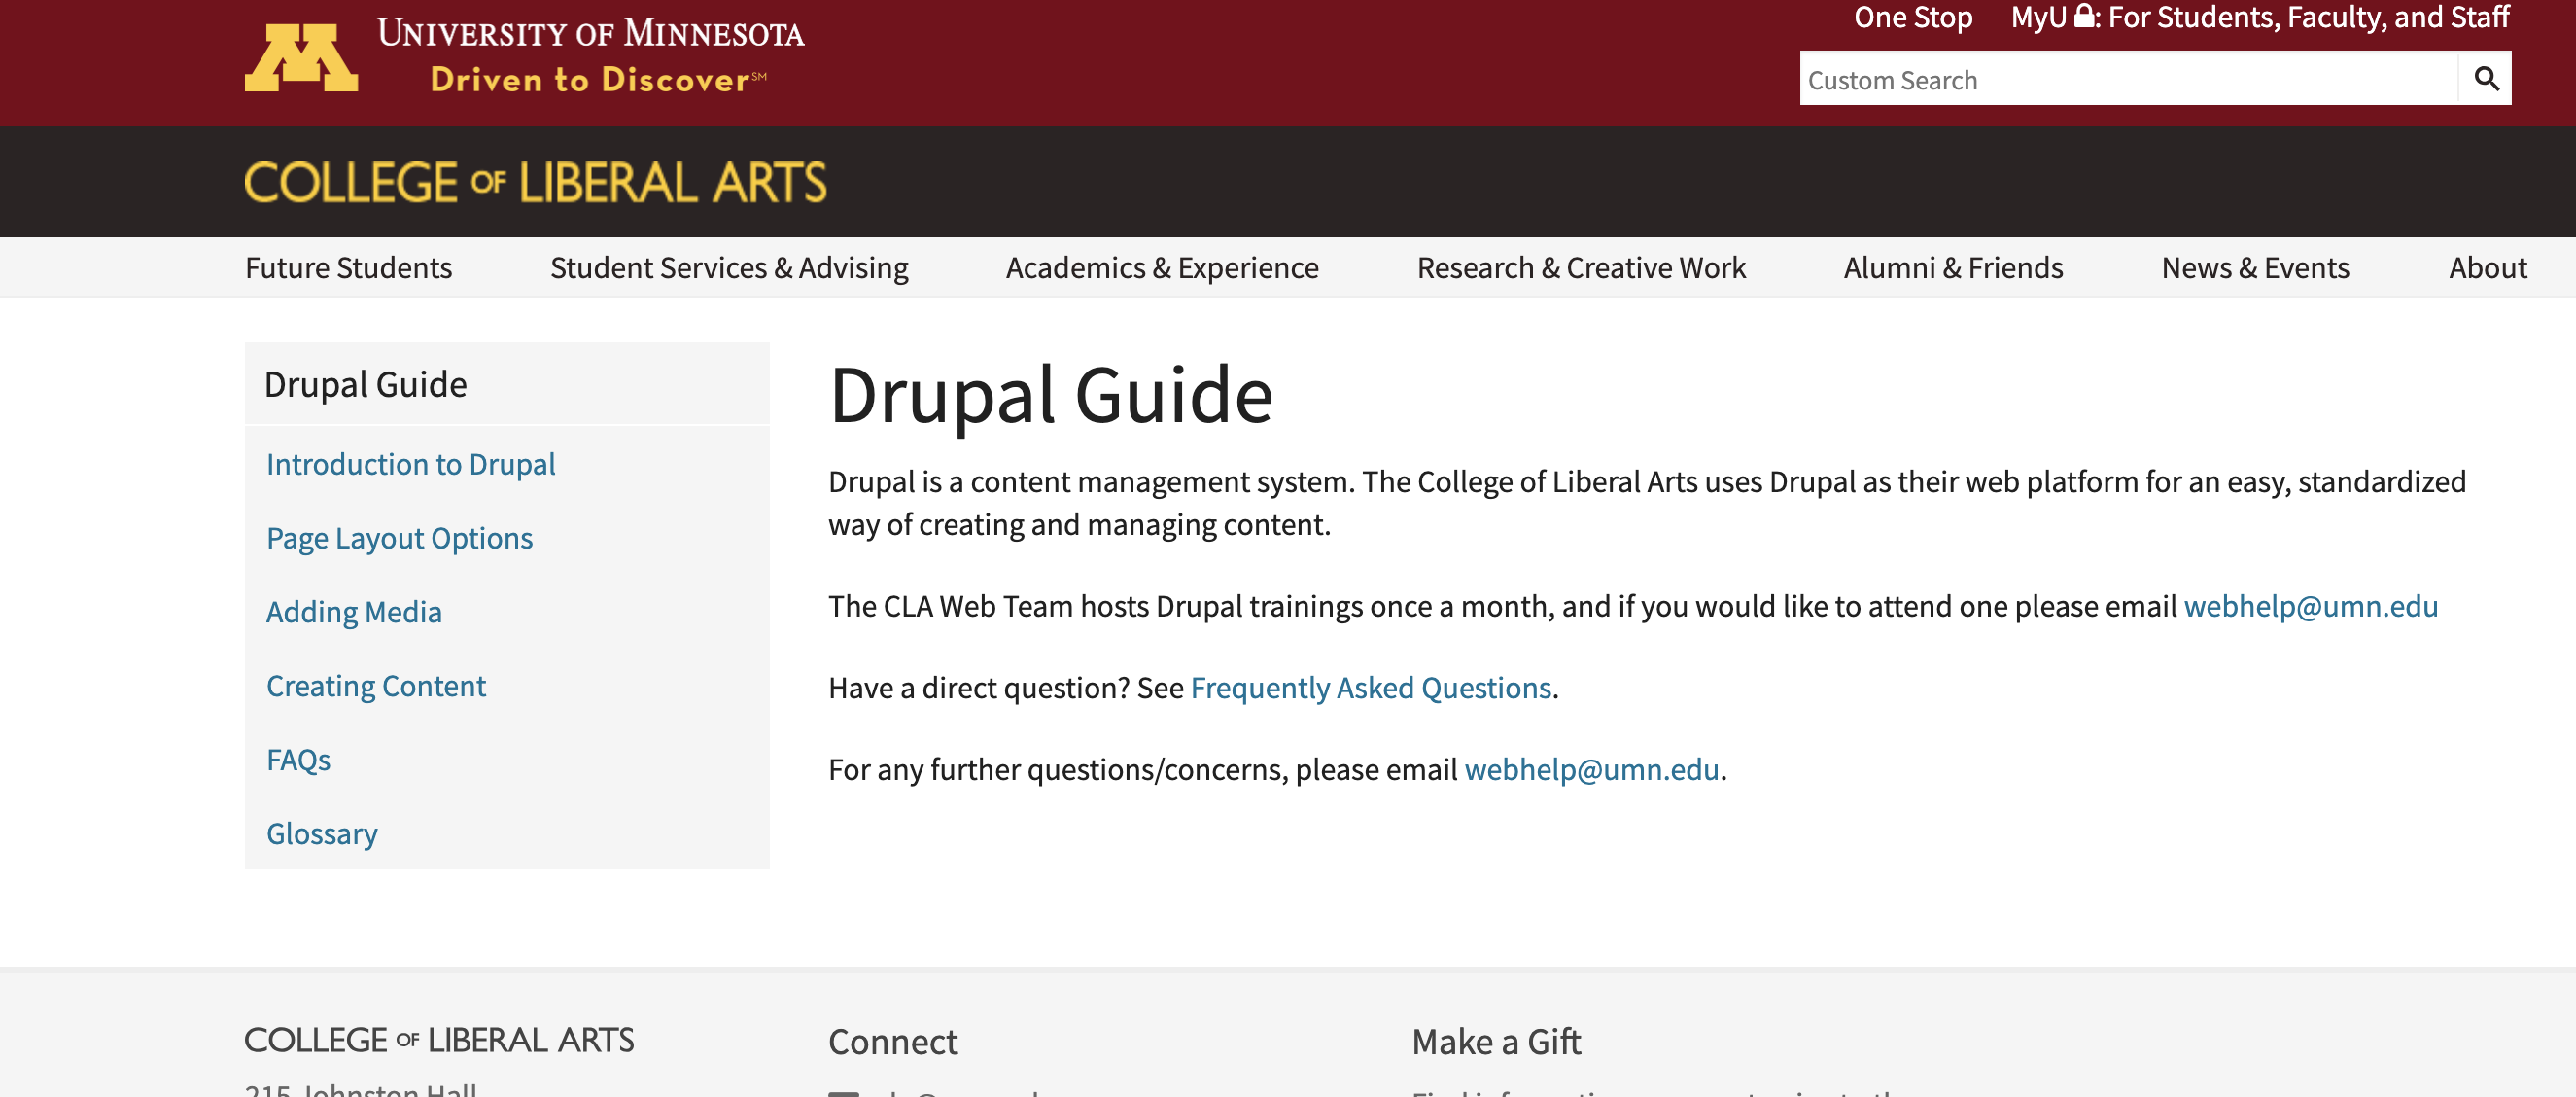 UNIVERSITY OF MINNESOTA
Driven to Discover℠
One Stop
MyU : For Students, Faculty, and Staff
Custom Search
COLLEGE OF LIBERAL ARTS
Future Students
Student Services & Advising
Academics & Experience
Research & Creative Work
Alumni & Friends
News & Events
About
Drupal Guide
Introduction to Drupal
Page Layout Options
Adding Media
Creating Content
FAQs
Glossary
Drupal Guide
Drupal is a content management system. The College of Liberal Arts uses Drupal as their web platform for an easy, standardized
way of creating and managing content.
The CLA Web Team hosts Drupal trainings once a month, and if you would like to attend one please email webhelp@umn.edu
Have a direct question? See Frequently Asked Questions.
For any further questions/concerns, please email webhelp@umn.edu.
COLLEGE OF LIBERAL ARTS
215 Johnston Hall
Connect
Make a Gift